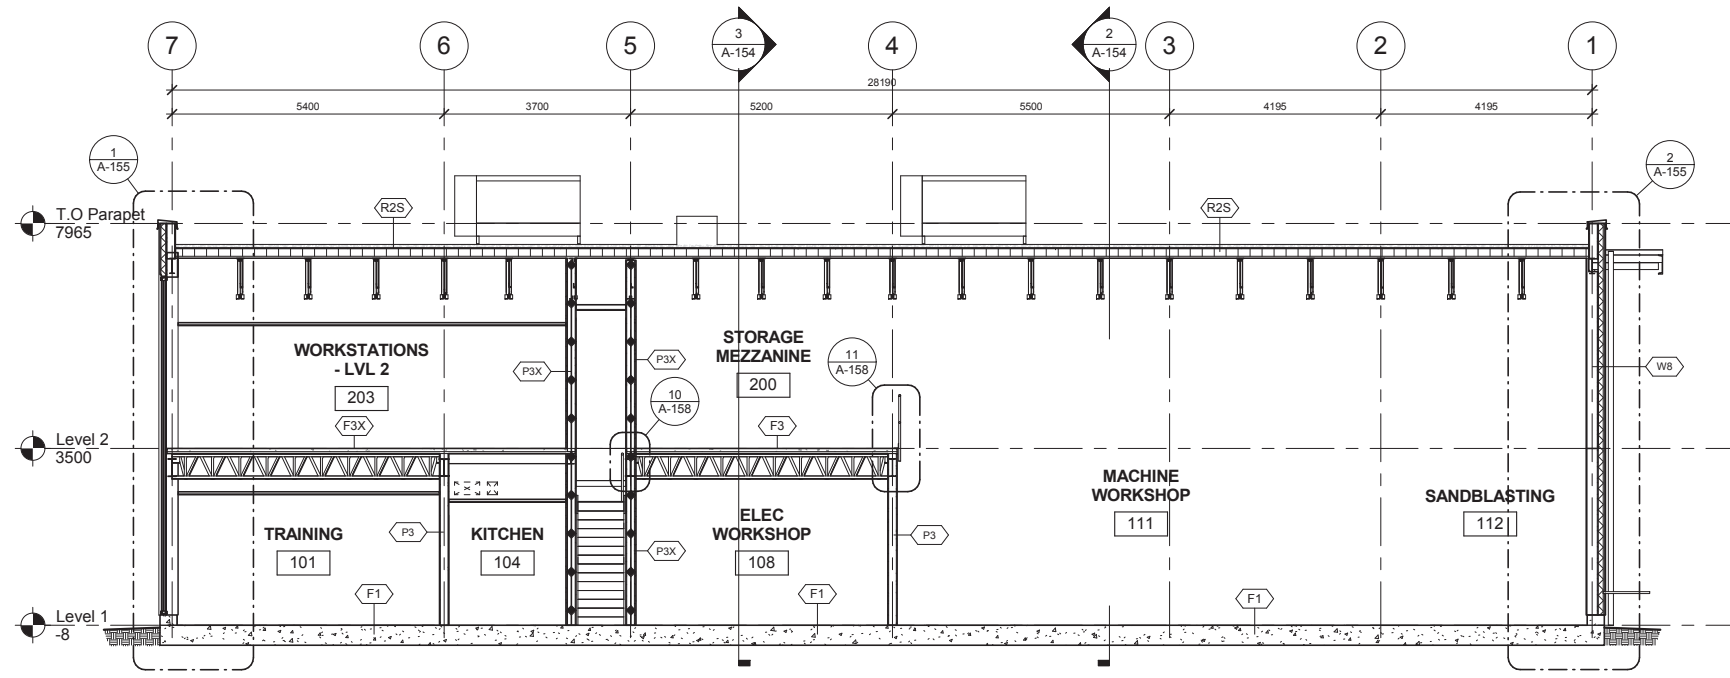 7
6
5
3
A-154
4
2
A-154
3
2
1
28190
5400
3700
5200
5500
4195
4195
1
A-155
2
A-155
T.O Parapet
7965
R2S
R2S
WORKSTATIONS
- LVL 2
203
P3X
P3X
STORAGE
MEZZANINE
200
11
A-158
W8
10
A-158
F3X
F3
Level 2
3500
TRAINING
101
P3
KITCHEN
104
P3X
ELEC
WORKSHOP
108
P3
MACHINE
WORKSHOP
111
SANDBLASTING
112
F1
F1
F1
Level 1
-8